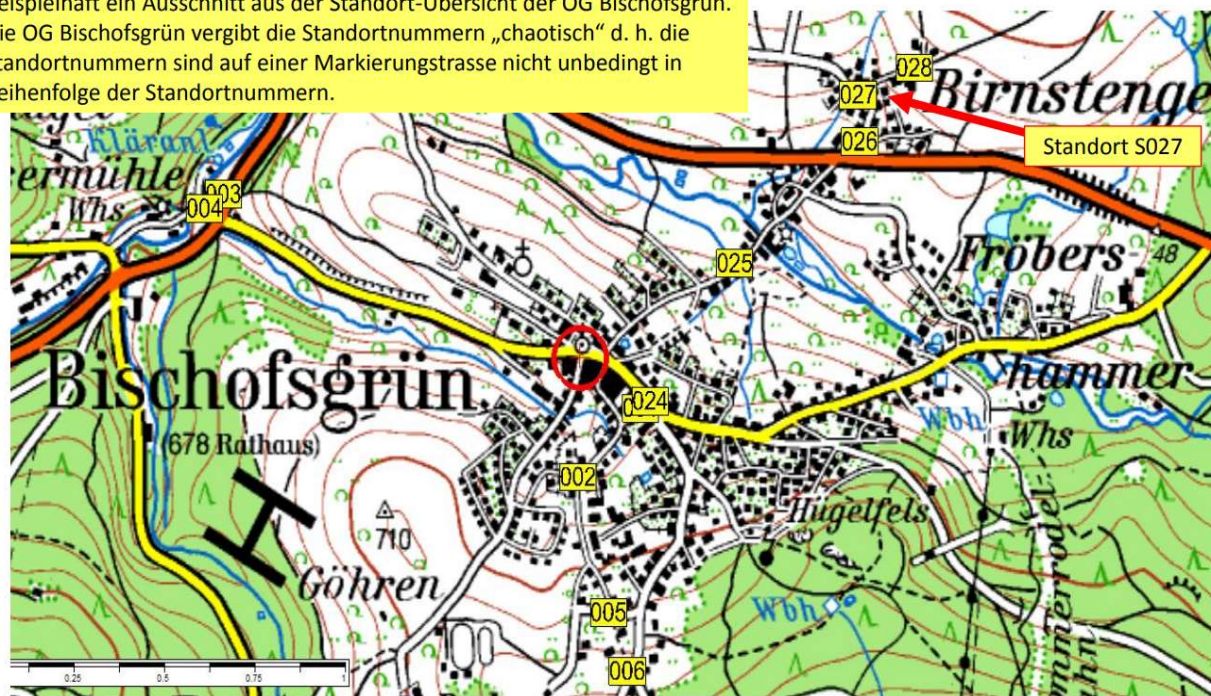 eispielhaft ein Ausschnitt aus der Standort-Übersicht der OG Bischofsgrün.
ie OG Bischofsgrün vergibt die Standortnummern „chaotisch“ d. h. die
tandortnummern sind auf einer Markierungstrasse nicht unbedingt in
eihenfolge der Standortnummern.
028
027
Birnstenge
026
Standort S027
Kläranl
ermühle
Whs
003
004
025
Fröbers-
48
Bischofsgrün
(678 Rathaus)
024
hammer-
Wbh
Whs
002
Hügelfels
710
Göhren
005
Wbh
006
0.25
0.5
0.75
1